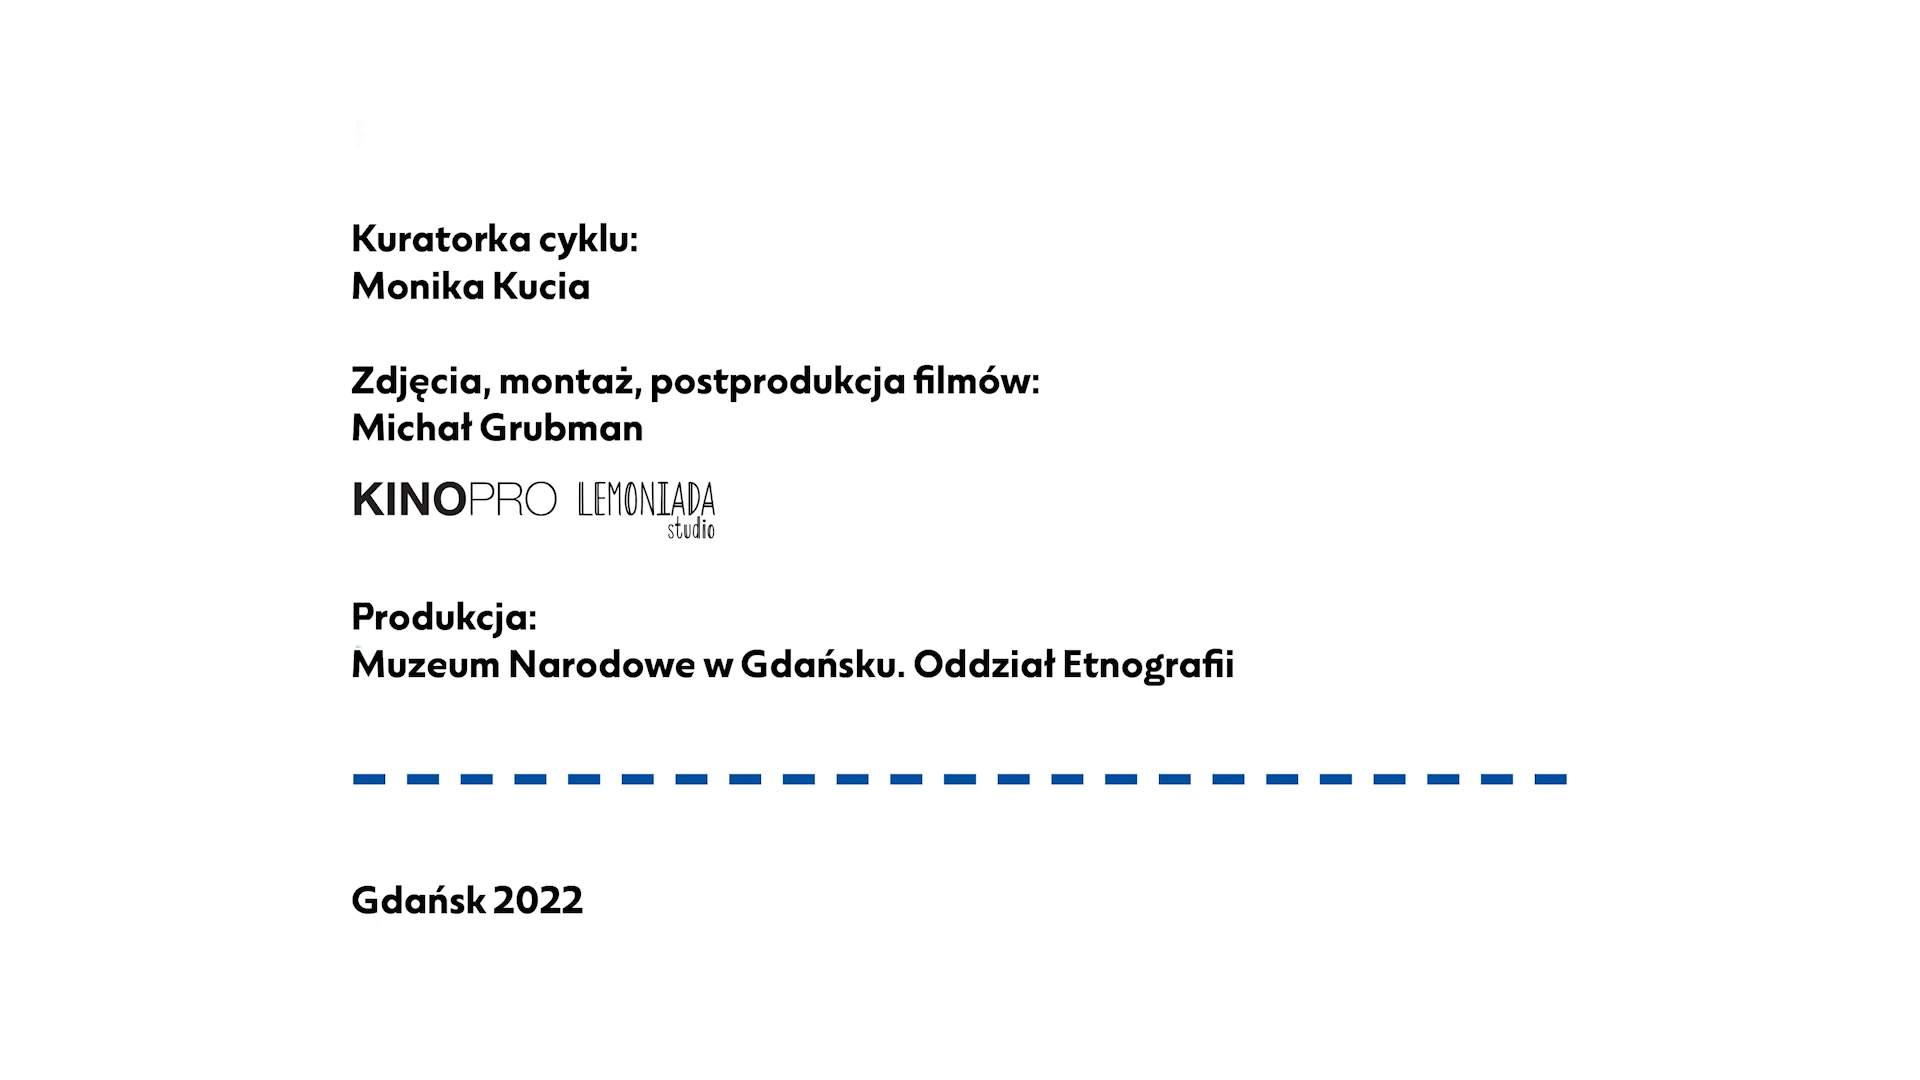 Kuratorka cyklu:
Monika Kucia
Zdjęcia, montaż, postprodukcja filmów:
Michał Grubman
KINOPRO LEMONIADA
studio
Produkcja:
Muzeum Narodowe w Gdańsku. Oddział Etnografii
Gdańsk 2022